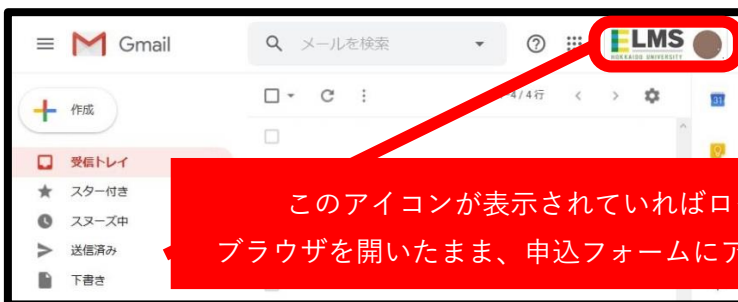 Gmail
メールを検索
ELMS
HOKKAIDO UNIVERSITY
作成
4/4行
31
受信トレイ
スター付き
スヌーズ中
送信済み
下書き
このアイコンが表示されていればロ
ブラウザを開いたまま、申込フォームにア